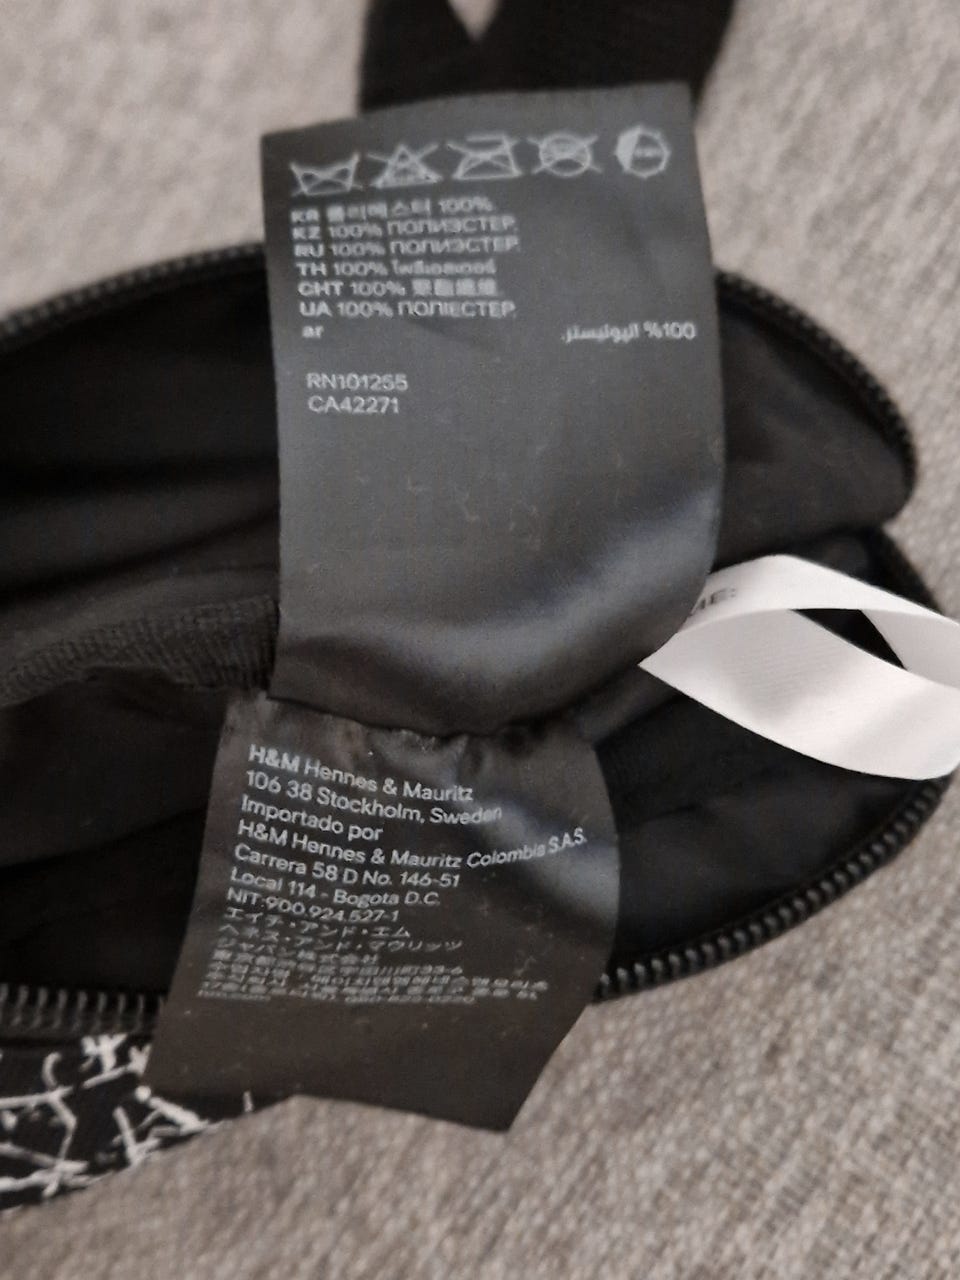 KR 폴리에스터 100%
KZ 100% ПОЛИЭСТЕР.
RU 100% ПОЛИЭСТЕР.
TH 100% โพลีเอสเตอร์
CHT 100% 聚酯纖維
UA 100% ПОЛІЕСТЕР.
ar 100% البوليستر.
RN101255
CA42271
H&M Hennes & Mauritz
106 38 Stockholm, Sweden
Importado por
H&M Hennes & Mauritz Colombia S.A.S.
Carrera 58 D No. 146-51
Local 114 - Bogota D.C.
NIT:900.924.527-1
エイチ・アンド・エム
ヘネス・アンド・マウリッツ
ジャパン